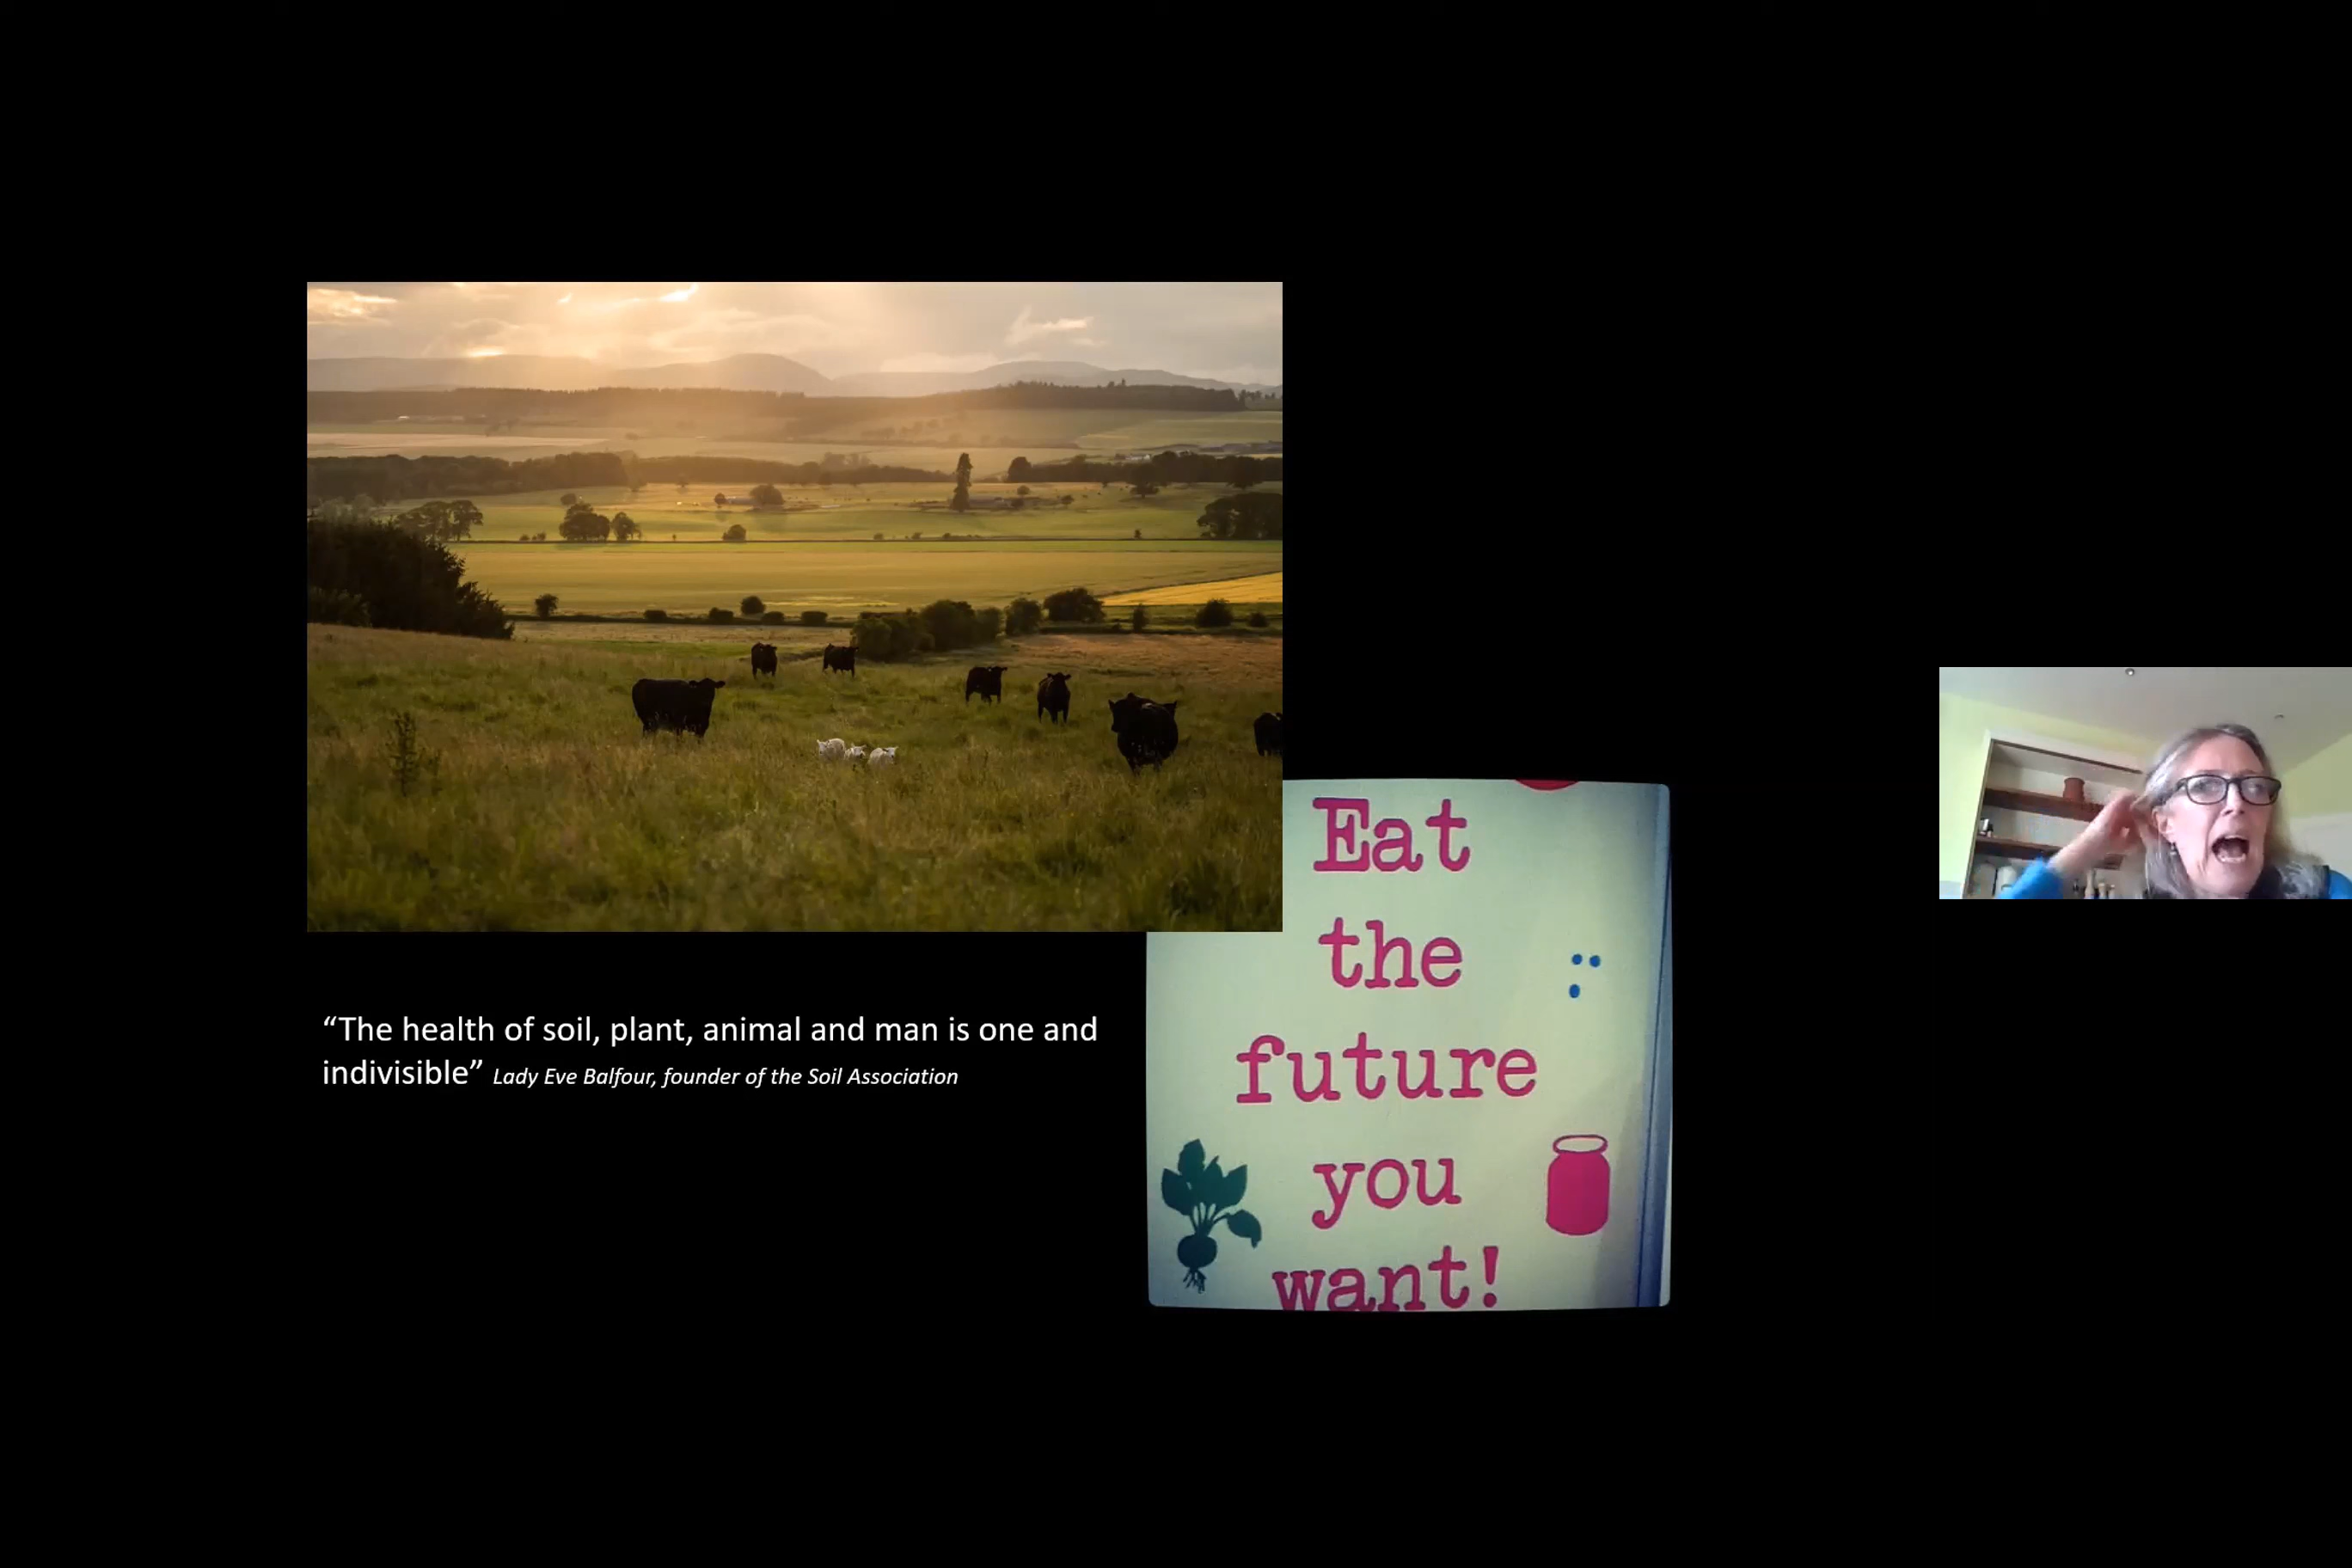 “The health of soil, plant, animal and man is one and
indivisible” Lady Eve Balfour, founder of the Soil Association
Eat
the
future
you
want!